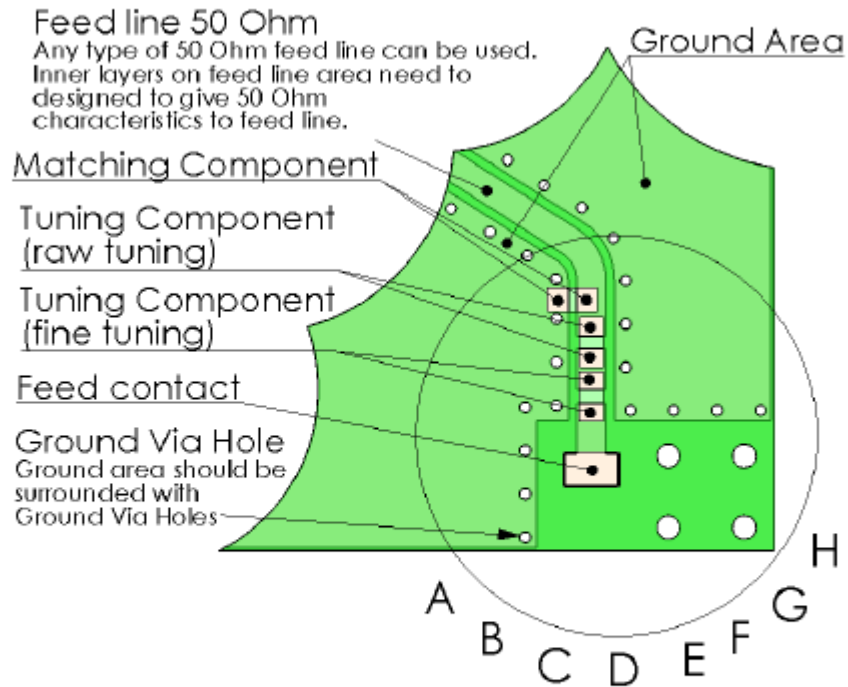 Feed line 50 Ohm
Any type of 50 Ohm feed line can be used.
Inner layers on feed line area need to
designed to give 50 Ohm
characteristics to feed line.
Ground Area
Matching Component
Tuning Component
(raw tuning)
Tuning Component
(fine tuning)
Feed contact
Ground Via Hole
Ground area should be
surrounded with
Ground Via Holes
A
B
C
D
E
F
G
H